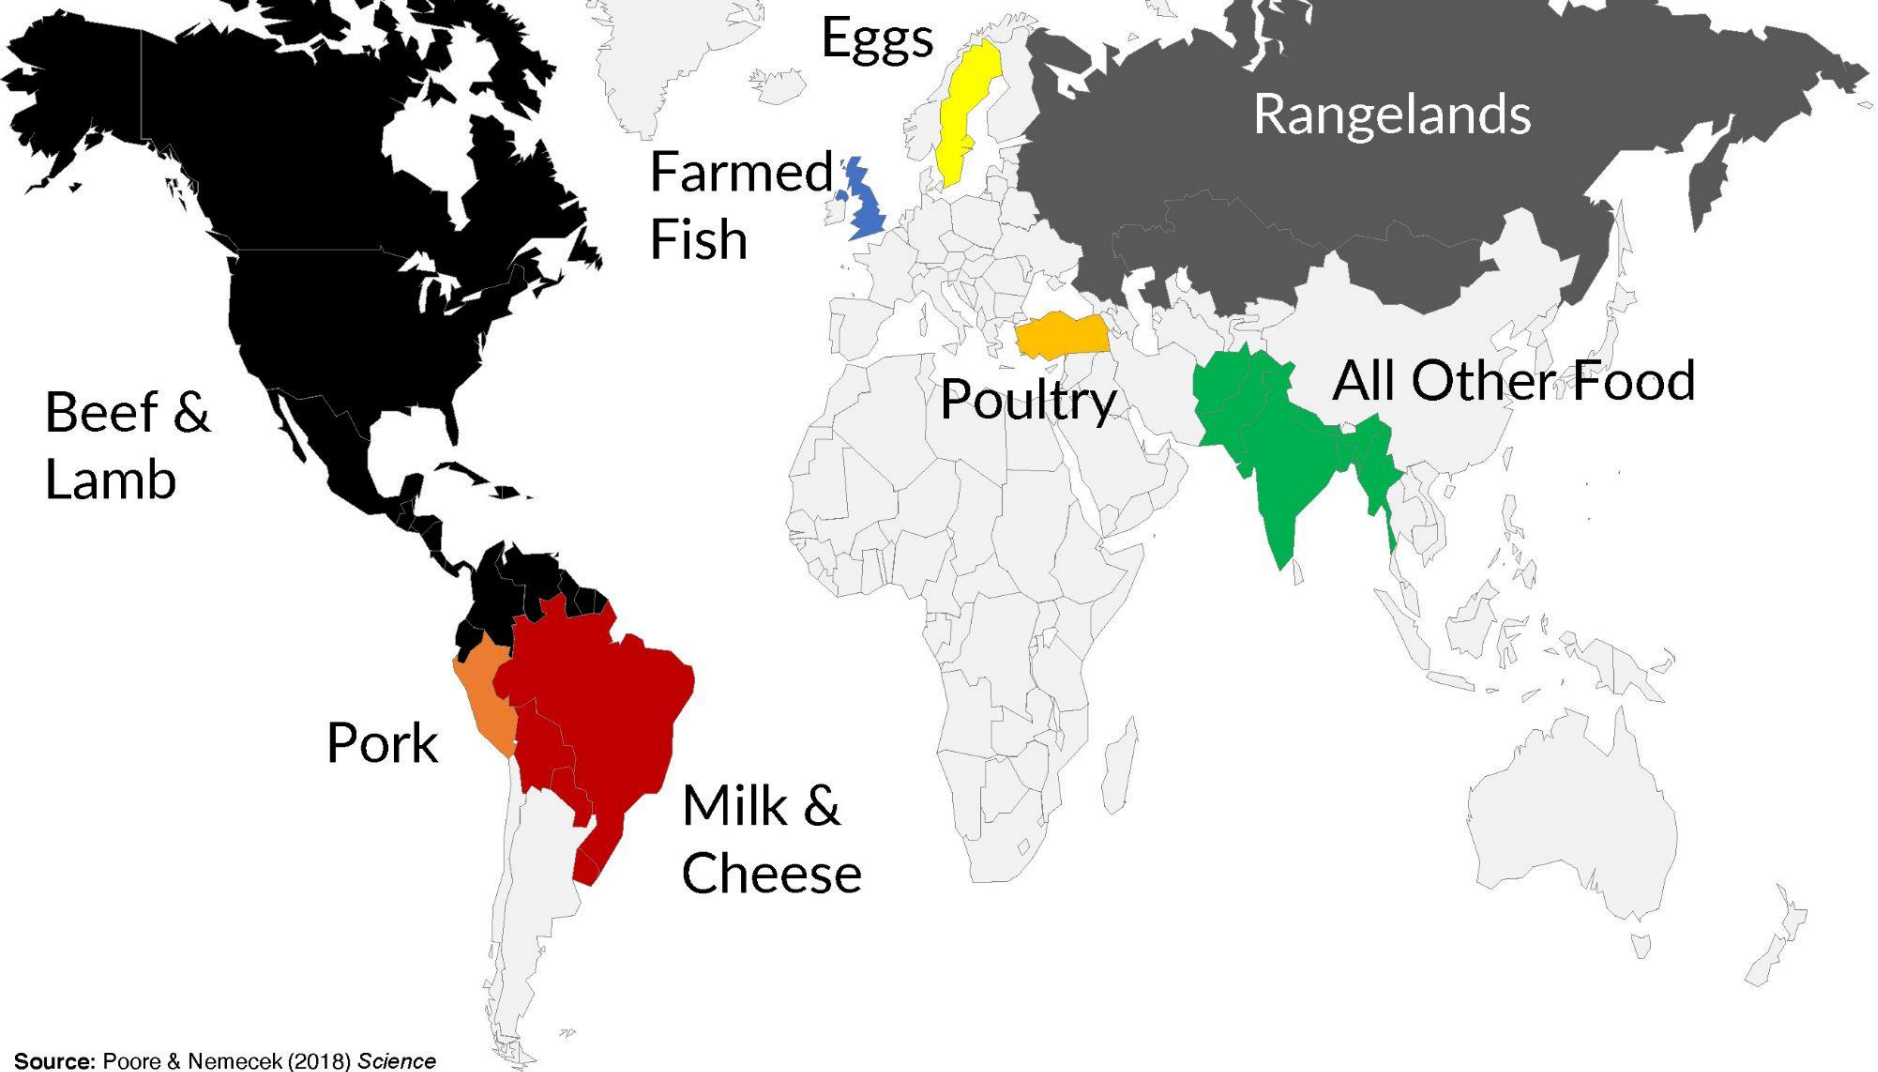 Eggs
Rangelands
Farmed
Fish
All Other Food
Poultry
Beef &
Lamb
Pork
Milk &
Cheese
Source: Poore & Nemecek (2018) Science